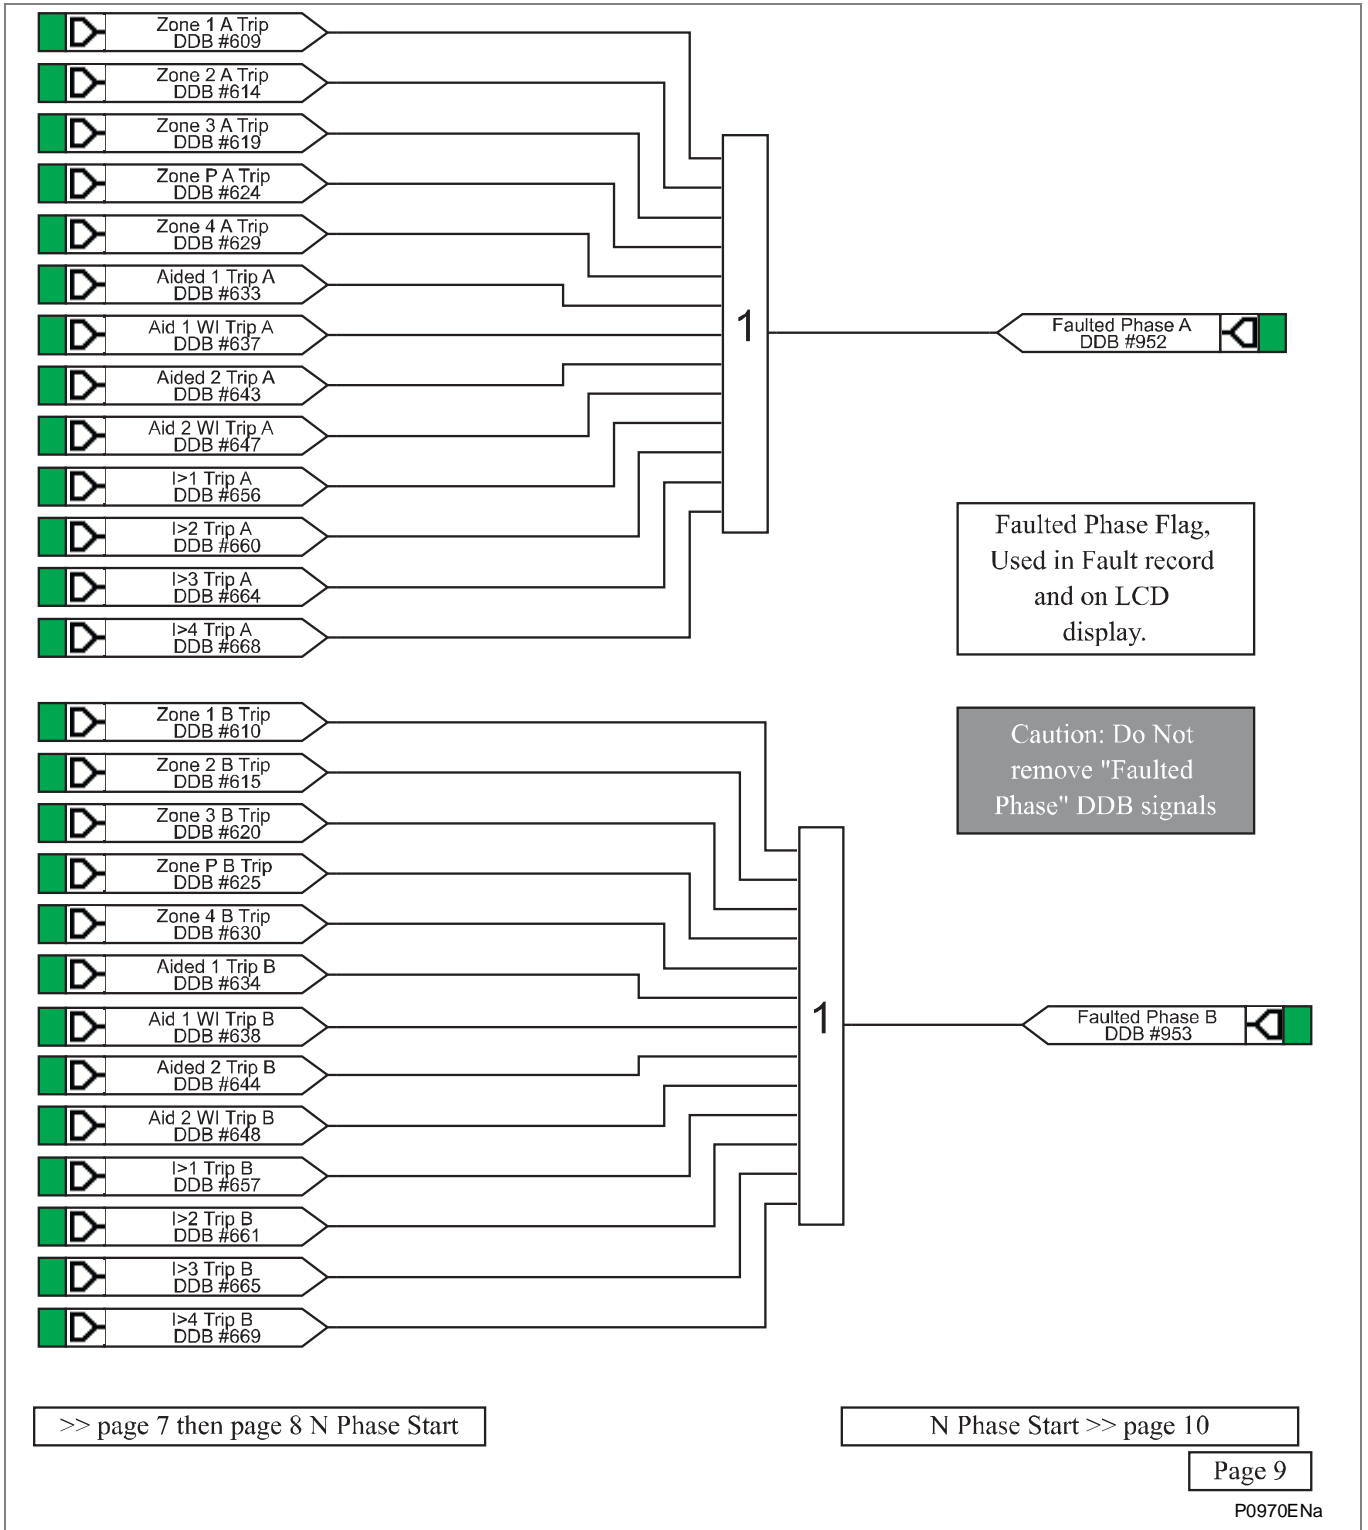 Zone 1 A Trip
DDB #609
Zone 2 A Trip
DDB #614
Zone 3 A Trip
DDB #619
Zone P A Trip
DDB #624
Zone 4 A Trip
DDB #629
Aided 1 Trip A
DDB #633
Aid 1 WI Trip A
DDB #637
Aided 2 Trip A
DDB #643
Aid 2 WI Trip A
DDB #647
I>1 Trip A
DDB #656
I>2 Trip A
DDB #660
I>3 Trip A
DDB #664
I>4 Trip A
DDB #668
1
Faulted Phase A
DDB #952
Faulted Phase Flag,
Used in Fault record
and on LCD
display.
Caution: Do Not
remove "Faulted
Phase" DDB signals
Zone 1 B Trip
DDB #610
Zone 2 B Trip
DDB #615
Zone 3 B Trip
DDB #620
Zone P B Trip
DDB #625
Zone 4 B Trip
DDB #630
Aided 1 Trip B
DDB #634
Aid 1 WI Trip B
DDB #638
Aided 2 Trip B
DDB #644
Aid 2 WI Trip B
DDB #648
I>1 Trip B
DDB #657
I>2 Trip B
DDB #661
I>3 Trip B
DDB #665
I>4 Trip B
DDB #669
1
Faulted Phase B
DDB #953
>> page 7 then page 8 N Phase Start
N Phase Start >> page 10
Page 9
P0970ENa